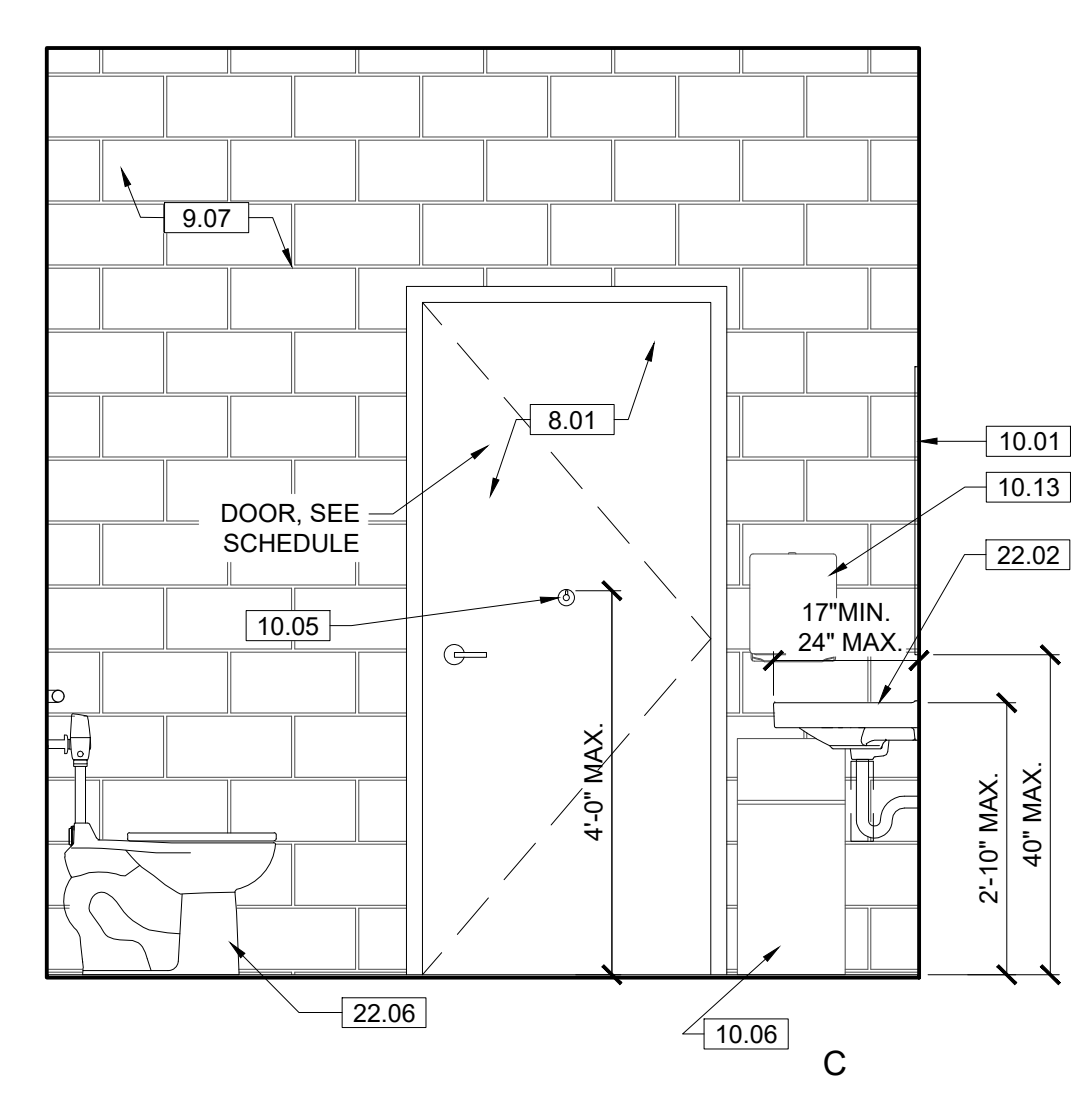 9.07
8.01
10.01
10.13
DOOR, SEE
SCHEDULE
22.02
10.05
17"MIN.
24" MAX.
4'-0" MAX.
2'-10" MAX.
40" MAX.
22.06
10.06
C